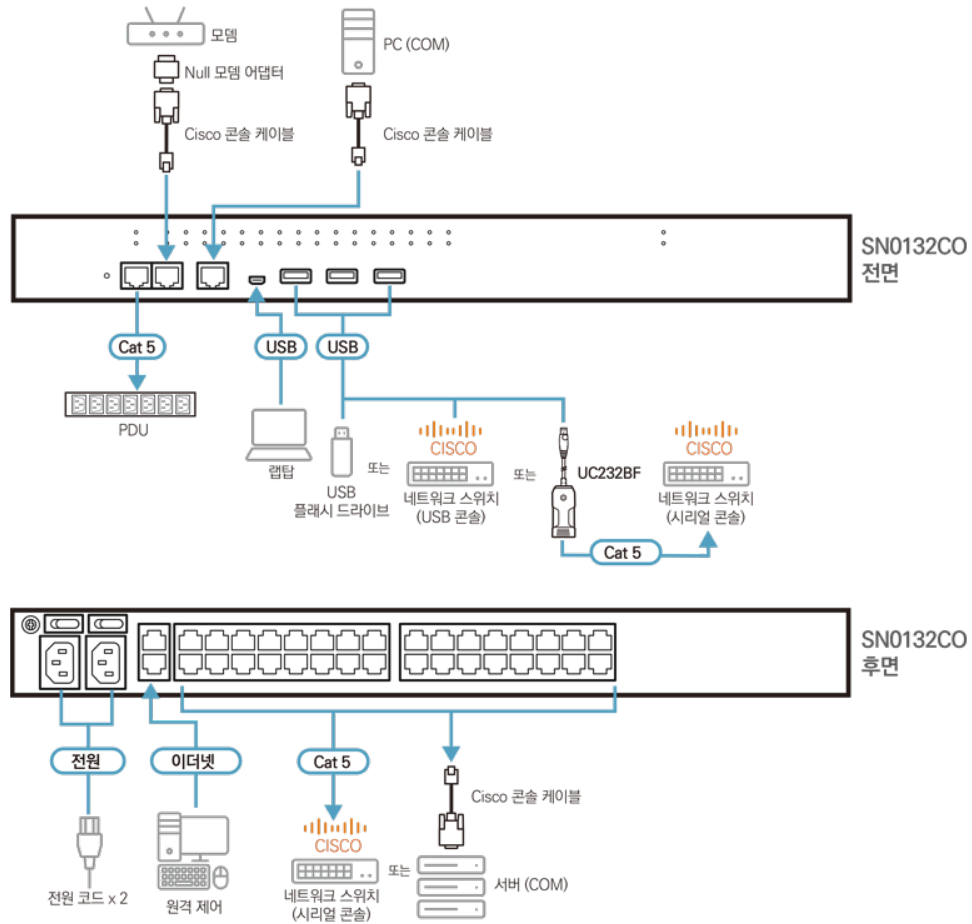 모뎀
Null 모뎀 어댑터
Cisco 콘솔 케이블
PC (COM)
Cisco 콘솔 케이블
SN0132CO
전면
Cat 5
USB
USB
PDU
랩탑
USB
플래시 드라이브
또는
CISCO
네트워크 스위치
(USB 콘솔)
또는
UC232BF
CISCO
네트워크 스위치
(시리얼 콘솔)
Cat 5
SN0132CO
후면
전원
이더넷
Cat 5
Cisco 콘솔 케이블
전원 코드 x 2
원격 제어
CISCO
네트워크 스위치
(시리얼 콘솔)
또는
서버 (COM)